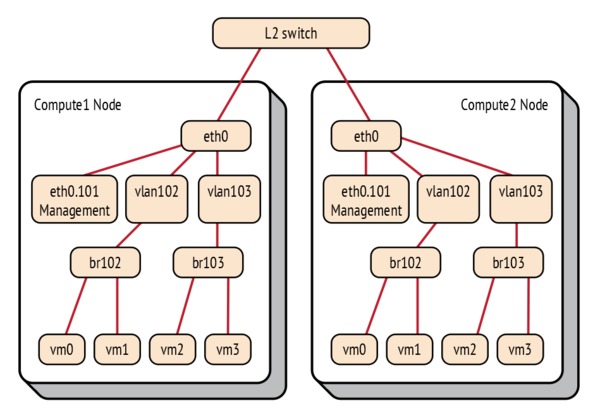 L2 switch
Compute1 Node
eth0
eth0.101
Management
vlan102
vlan103
br102
br103
vm0
vm1
vm2
vm3
Compute2 Node
eth0
eth0.101
Management
vlan102
vlan103
br102
br103
vm0
vm1
vm2
vm3